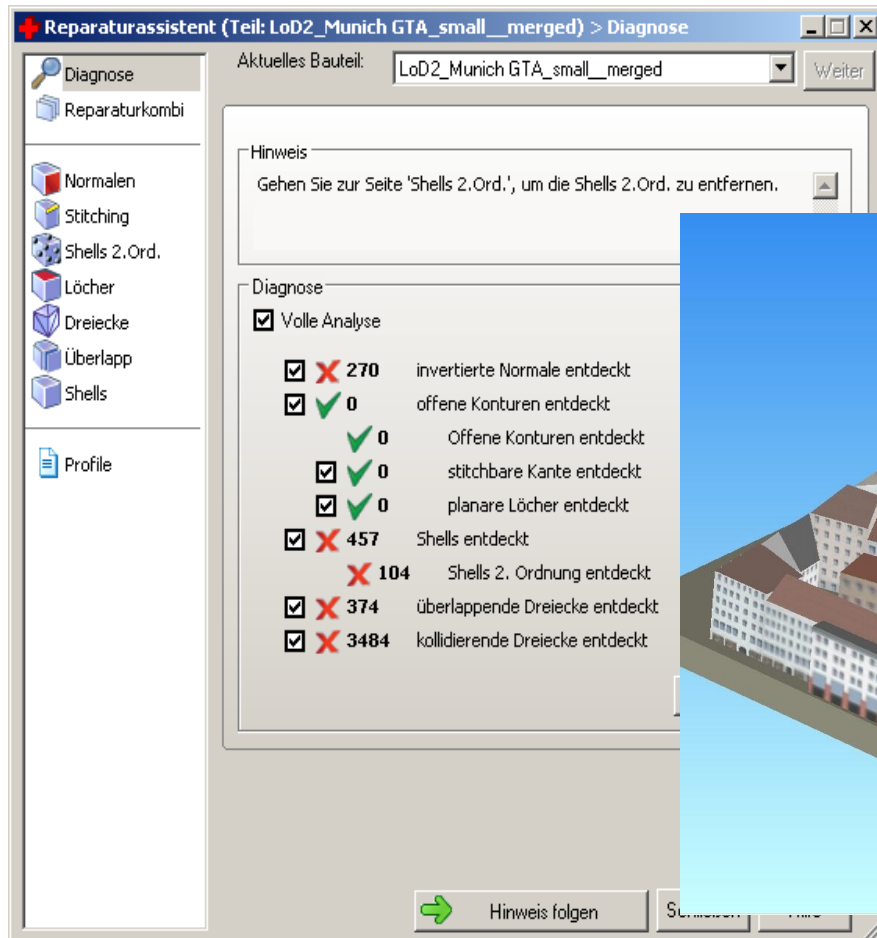 Reparaturassistent (Teil: LoD2_Munich GTA_small__merged) > Diagnose
Diagnose
Reparaturkombi
Normalen
Stitching
Shells 2.Ord.
Löcher
Dreiecke
Überlapp
Shells
Profile
Aktuelles Bauteil:
LoD2_Munich GTA_small__merged
Weiter
Hinweis
Gehen Sie zur Seite 'Shells 2.Ord.', um die Shells 2.Ord. zu entfernen.
Diagnose
Volle Analyse
270 invertierte Normale entdeckt
0 offene Konturen entdeckt
0 Offene Konturen entdeckt
0 stitchbare Kante entdeckt
0 planare Löcher entdeckt
457 Shells entdeckt
104 Shells 2. Ordnung entdeckt
374 überlappende Dreiecke entdeckt
3484 kollidierende Dreiecke entdeckt
Hinweis folgen